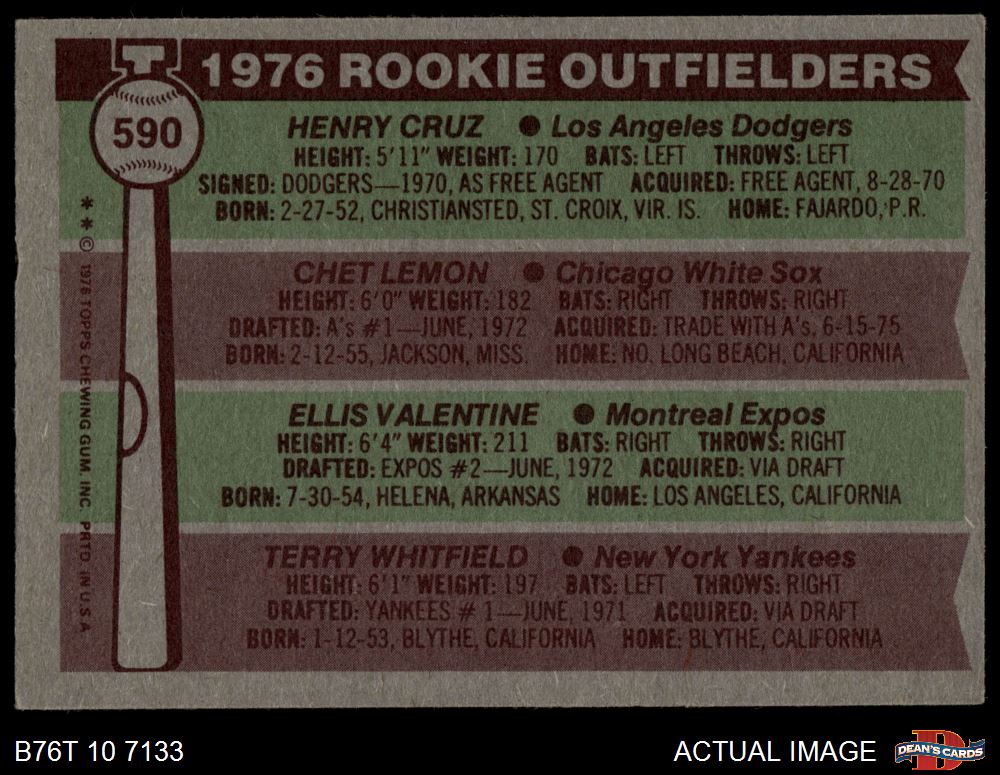 T
1976 ROOKIE OUTFIELDERS
590
HENRY CRUZ ● Los Angeles Dodgers
HEIGHT: 5'11" WEIGHT: 170 BATS: LEFT THROWS: LEFT
SIGNED: DODGERS—1970, AS FREE AGENT ACQUIRED: FREE AGENT, 8-28-70
BORN: 2-27-52, CHRISTIANSTED, ST. CROIX, VIR. IS. HOME: FAJARDO, P.R.
CHET LEMON ● Chicago White Sox
HEIGHT: 6'0" WEIGHT: 182 BATS: RIGHT THROWS: RIGHT
DRAFTED: A's #1—JUNE, 1972 ACQUIRED: TRADE WITH A's, 6-15-75
BORN: 2-12-55, JACKSON, MISS. HOME: NO. LONG BEACH, CALIFORNIA
ELLIS VALENTINE ● Montreal Expos
HEIGHT: 6'4" WEIGHT: 211 BATS: RIGHT THROWS: RIGHT
DRAFTED: EXPOS #2—JUNE, 1972 ACQUIRED: VIA DRAFT
BORN: 7-30-54, HELENA, ARKANSAS HOME: LOS ANGELES, CALIFORNIA
TERRY WHITFIELD ● New York Yankees
HEIGHT: 6'1" WEIGHT: 197 BATS: LEFT THROWS: RIGHT
DRAFTED: YANKEES # 1—JUNE, 1971 ACQUIRED: VIA DRAFT
BORN: 1-12-53, BLYTHE, CALIFORNIA HOME: BLYTHE, CALIFORNIA
** © 1976 TOPPS CHEWING GUM, INC. PRTD. IN U.S.A.
B76T 10 7133
ACTUAL IMAGE
D
DEAN'S CARDS